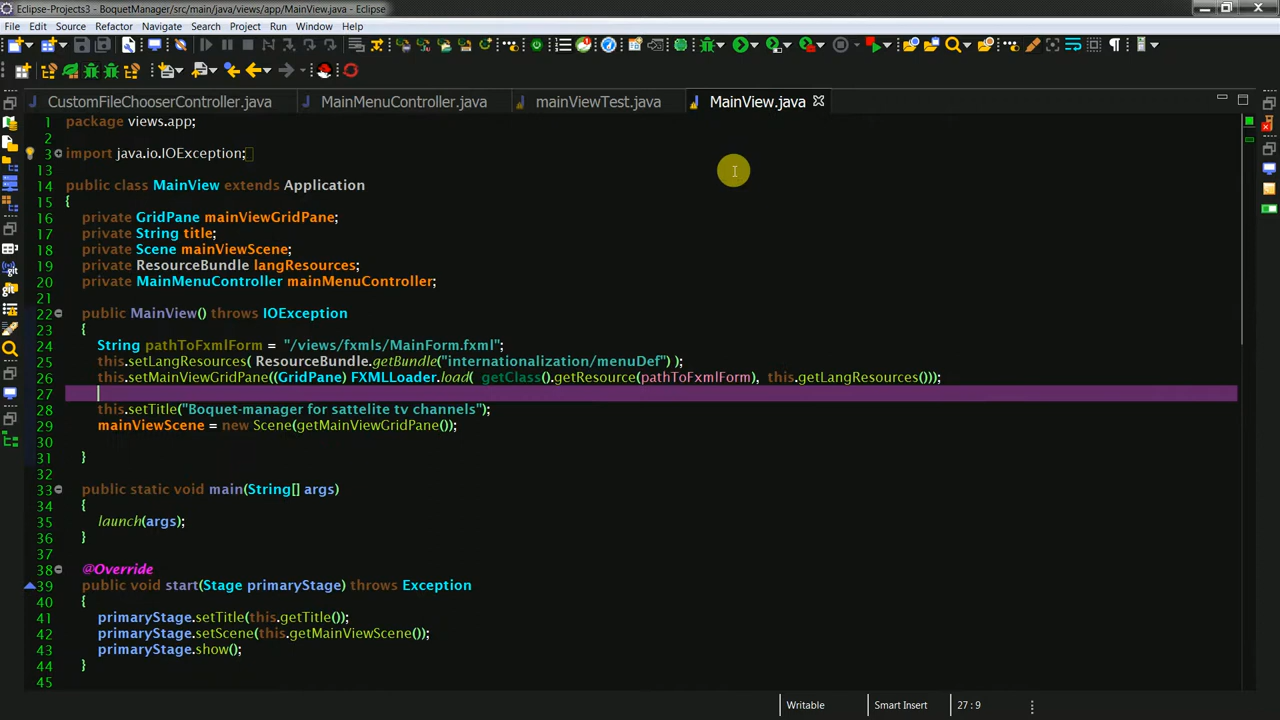 Eclipse-Projects3 - BoquetManager/src/main/java/views/app/MainView.java - Eclipse
File Edit Source Refactor Navigate Search Project Run Window Help
CustomFileChooserController.java MainMenuController.java mainViewTest.java MainView.java
1 package views.app;
2
3 import java.io.IOException;
13
14 public class MainView extends Application
15 {
16 private GridPane mainViewGridPane;
17 private String title;
18 private Scene mainViewScene;
19 private ResourceBundle langResources;
20 private MainMenuController mainMenuController;
21
22 public MainView() throws IOException
23 {
24 String pathToFxmlForm = "/views/fxmls/MainForm.fxml";
25 this.setLangResources( ResourceBundle.getBundle("internationalization/menuDef") );
26 this.setMainViewGridPane((GridPane) FXMLLoader.load( getClass().getResource(pathToFxmlForm), this.getLangResources()));
27
28 this.setTitle("Boquet-manager for sattelite tv channels");
29 mainViewScene = new Scene(getMainViewGridPane());
30
31 }
32
33 public static void main(String[] args)
34 {
35 launch(args);
36 }
37
38 @Override
39 public void start(Stage primaryStage) throws Exception
40 {
41 primaryStage.setTitle(this.getTitle());
42 primaryStage.setScene(this.getMainViewScene());
43 primaryStage.show();
44 }
45
Writable Smart Insert 27 : 9